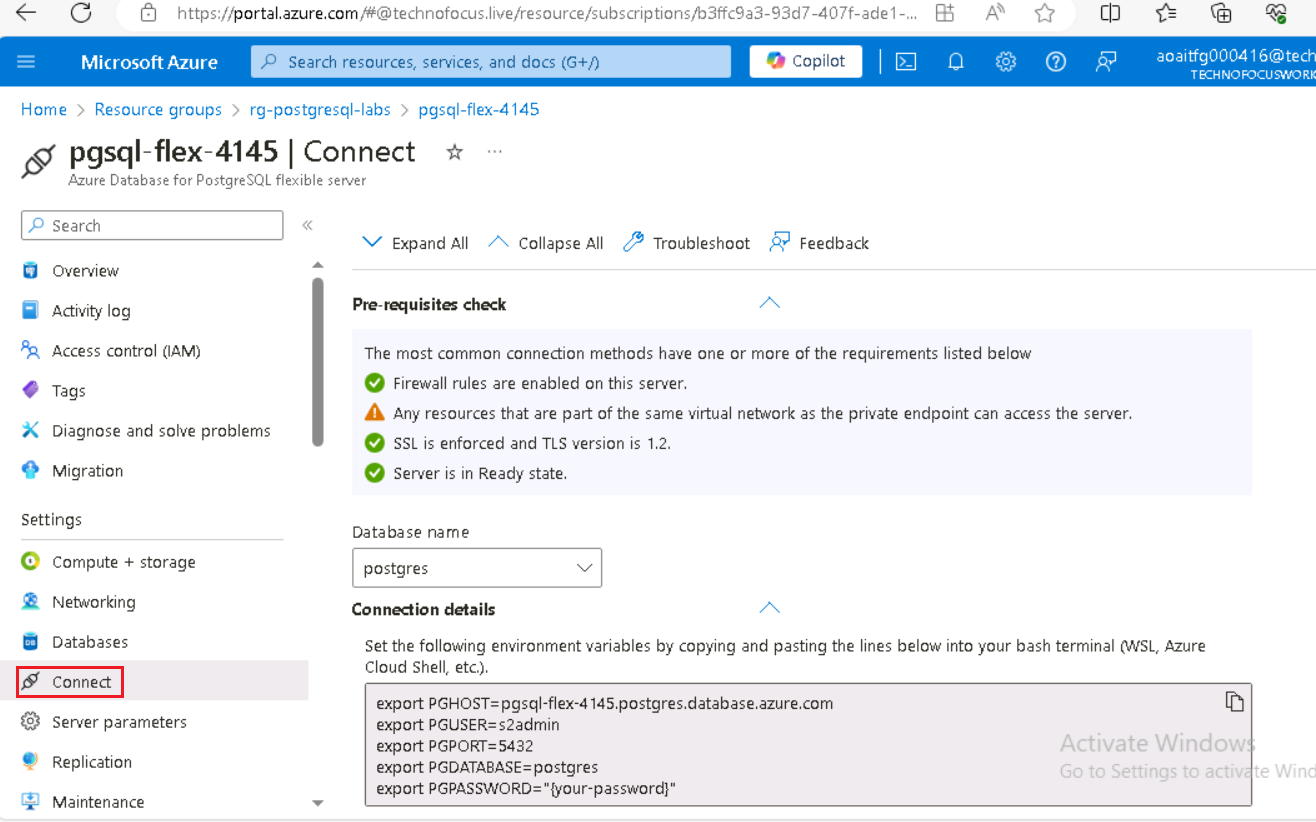 https://portal.azure.com/#@technofocus.live/resource/subscriptions/b3ffc9a3-93d7-407f-ade1-...
Microsoft Azure
Search resources, services, and docs (G+/)
Copilot
aoaitfg000416@tech
TECHNOFOCUSWORK
Home > Resource groups > rg-postgresql-labs > pgsql-flex-4145
pgsql-flex-4145 | Connect
Azure Database for PostgreSQL flexible server
Search
Overview
Activity log
Access control (IAM)
Tags
Diagnose and solve problems
Migration
Settings
Compute + storage
Networking
Databases
Connect
Server parameters
Replication
Maintenance
Expand All
Collapse All
Troubleshoot
Feedback
Pre-requisites check
The most common connection methods have one or more of the requirements listed below
Firewall rules are enabled on this server.
Any resources that are part of the same virtual network as the private endpoint can access the server.
SSL is enforced and TLS version is 1.2.
Server is in Ready state.
Database name
postgres
Connection details
Set the following environment variables by copying and pasting the lines below into your bash terminal (WSL, Azure
Cloud Shell, etc.).
export PGHOST=pgsql-flex-4145.postgres.database.azure.com
export PGUSER=s2admin
export PGPORT=5432
export PGDATABASE=postgres
export PGPASSWORD="{your-password}"
Activate Windows
Go to Settings to activate Wind